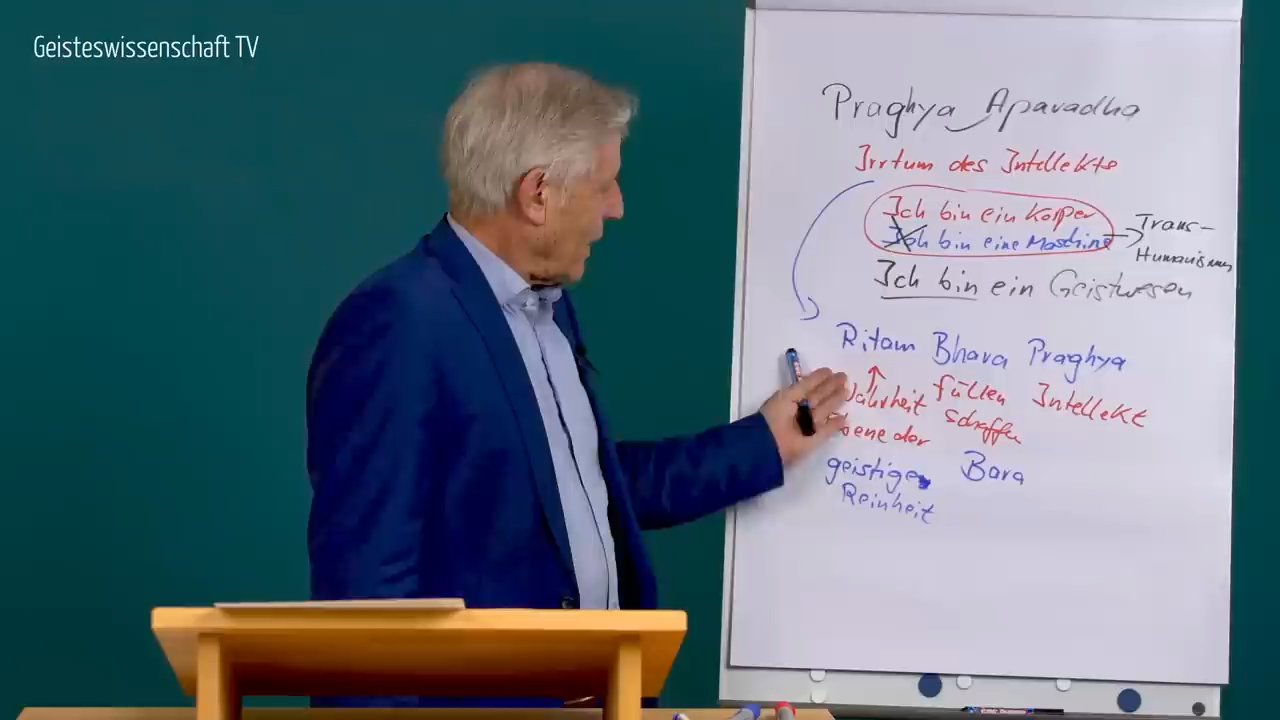 Geisteswissenschaft TV
Praghya Aparadha
Irrtum des Intellekts
Ich bin ein Körper
Ich bin eine Maschine → Trans-
Humanismus
Ich bin ein Geistwesen
Ritam Bhara Praghya
Wahrheit füllen Intellekt
Ebene der schaffen
geistigen Bara
Reinheit